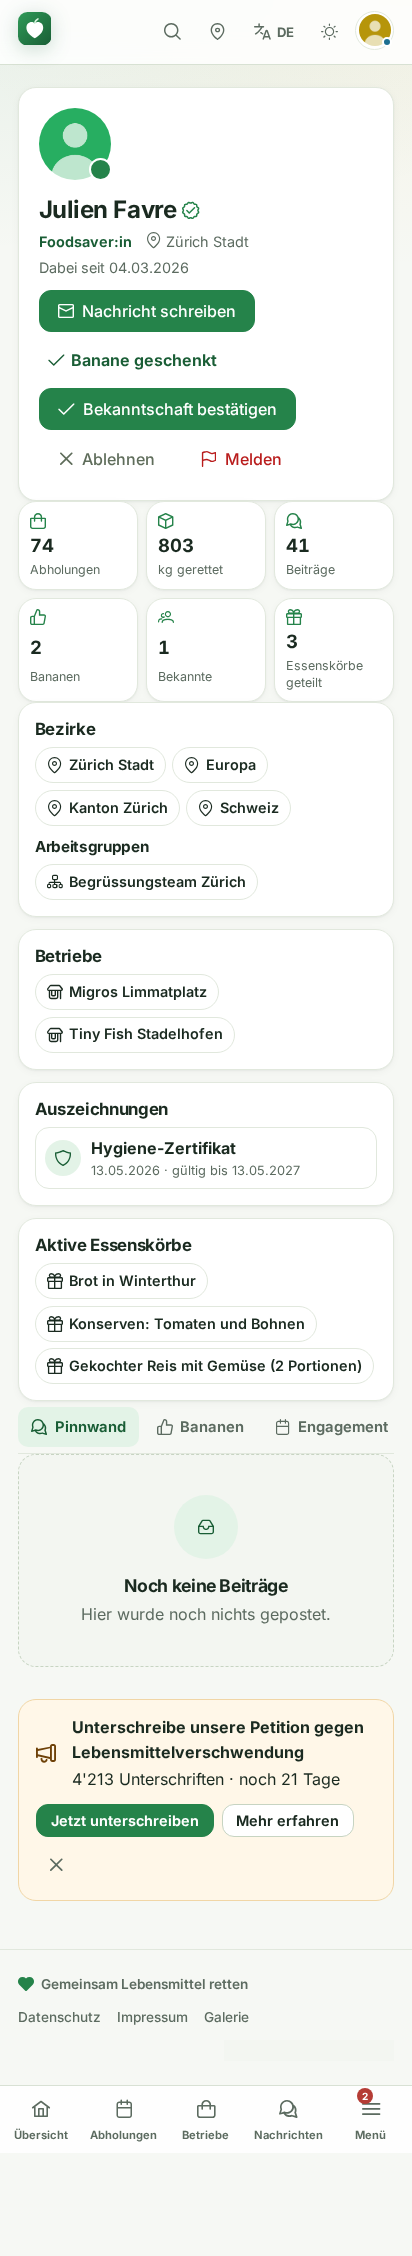 DE
Julien Favre
Foodsaver:in Zürich Stadt
Dabei seit 04.03.2026
Nachricht schreiben
Banane geschenkt
Bekanntschaft bestätigen
Ablehnen Melden
74 803 41
Abholungen kg gerettet Beiträge
2 1 3
Bananen Bekannte Essenskörbe
geteilt
Bezirke
Zürich Stadt Europa
Kanton Zürich Schweiz
Arbeitsgruppen
Begrüssungsteam Zürich
Betriebe
Migros Limmatplatz
Tiny Fish Stadelhofen
Auszeichnungen
Hygiene-Zertifikat
13.05.2026 · gültig bis 13.05.2027
Aktive Essenskörbe
Brot in Winterthur
Konserven: Tomaten und Bohnen
Gekochter Reis mit Gemüse (2 Portionen)
Pinnwand Bananen Engagement
Noch keine Beiträge
Hier wurde noch nichts gepostet.
Unterschreibe unsere Petition gegen
Lebensmittelverschwendung
4'213 Unterschriften · noch 21 Tage
Jetzt unterschreiben Mehr erfahren
Gemeinsam Lebensmittel retten
Datenschutz Impressum Galerie
2
Übersicht Abholungen Betriebe Nachrichten Menü